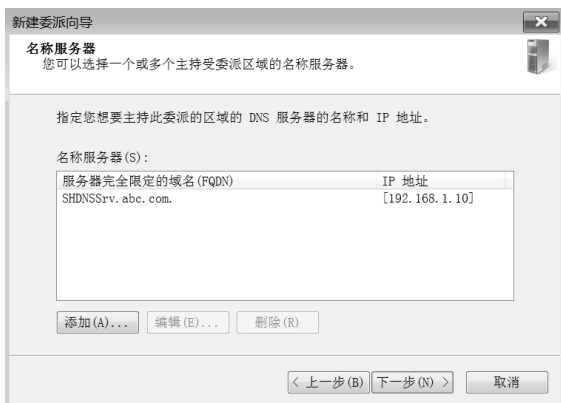 新建委派向导
名称服务器
您可以选择一个或多个主持受委派区域的名称服务器。
指定您想要主持此委派的区域的 DNS 服务器的名称和 IP 地址。
名称服务器(S):
服务器完全限定的域名(FQDN) IP 地址
SHDNSSrv.abc.com. [192.168.1.10]
添加(A)... 编辑(E)... 删除(R)
< 上一步(B) 下一步(N) > 取消